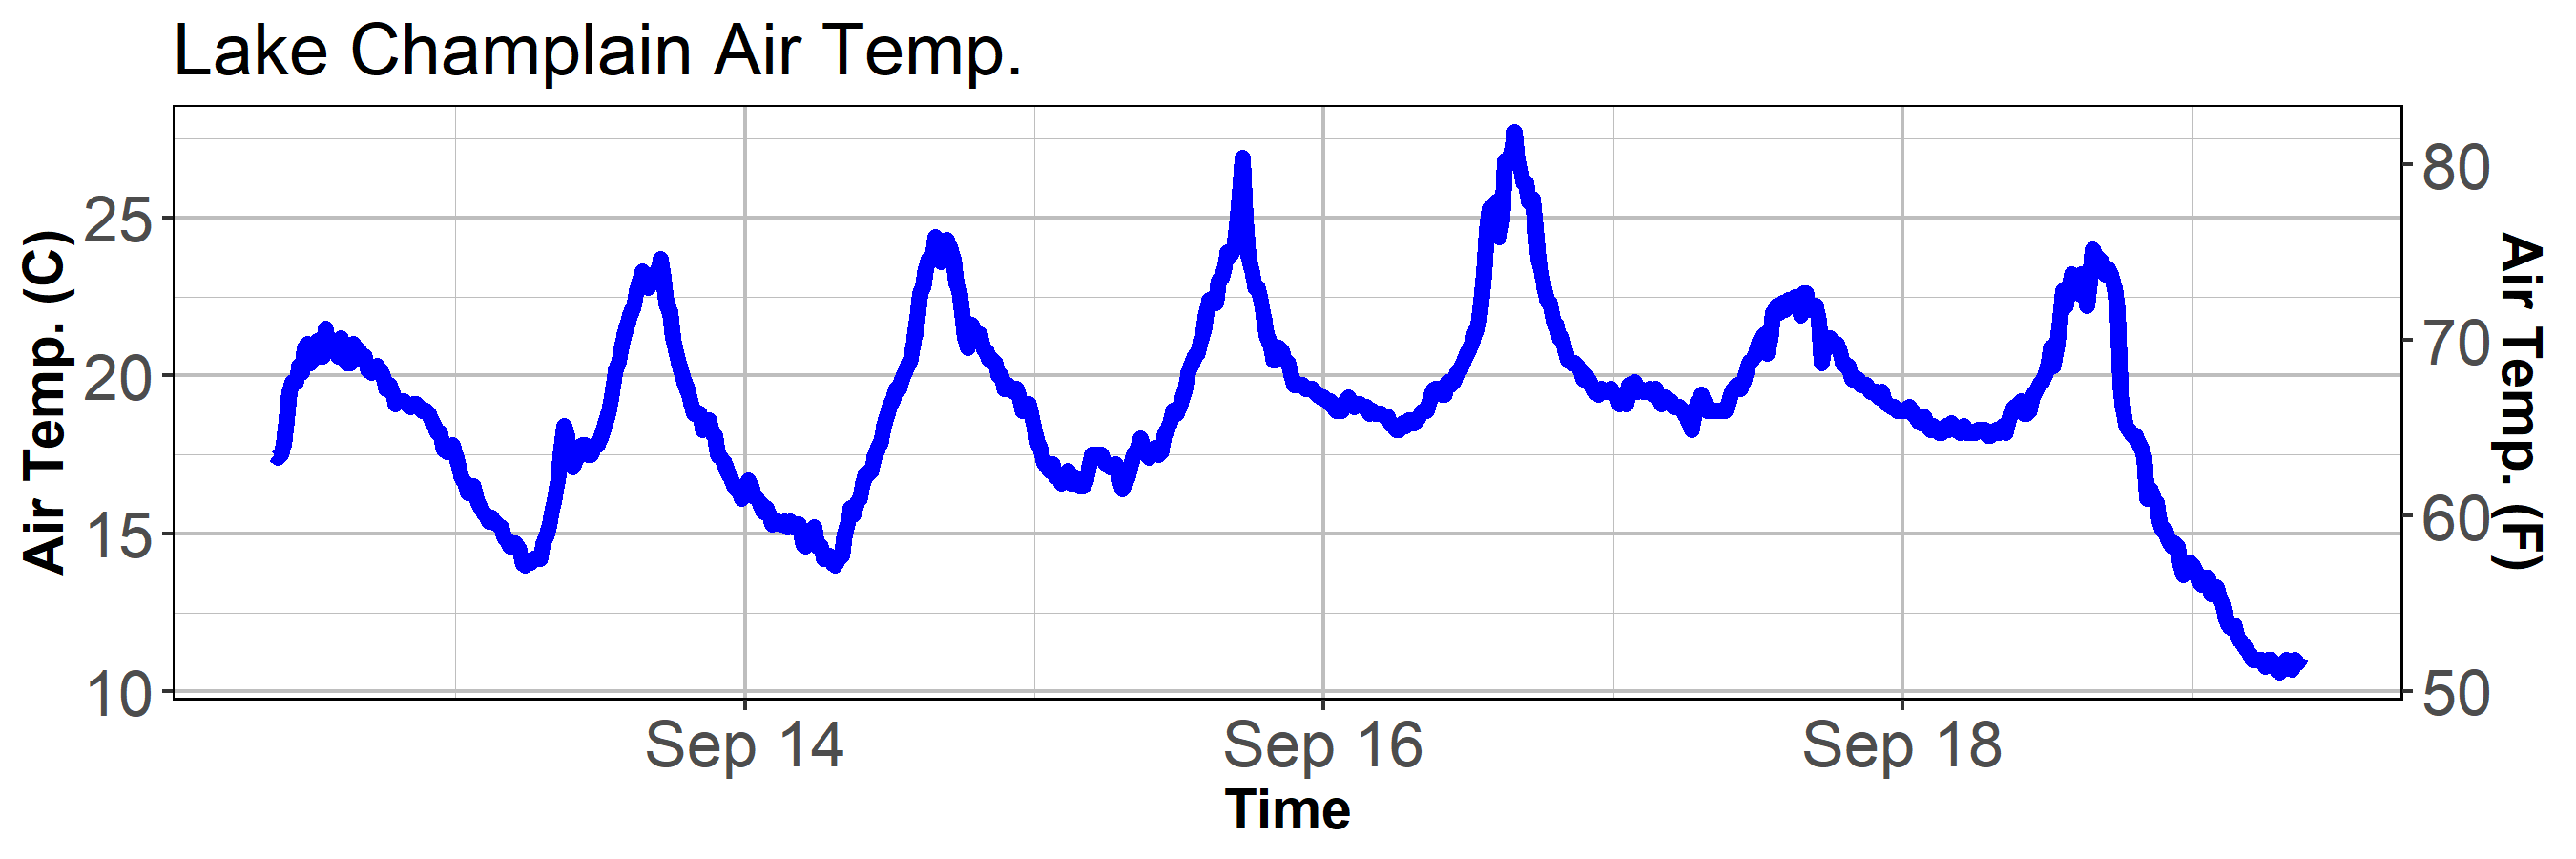 Lake Champlain Air Temp.
Air Temp. (C)
25
20
15
10
80
70
60
50
Air Temp. (F)
Sep 14
Sep 16
Sep 18
Time